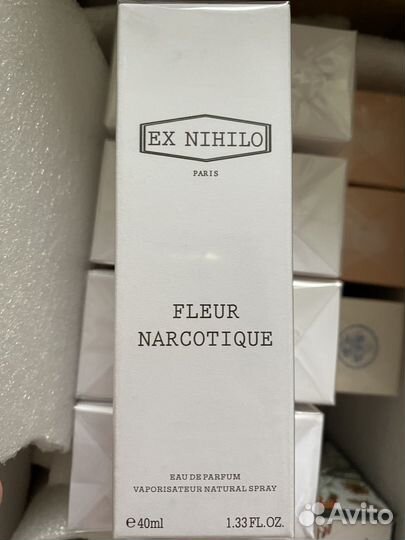 EX NIHILO
PARIS
FLEUR
NARCOTIQUE
EAU DE PARFUM
VAPORISATEUR NATURAL SPRAY
℮40ml 1.33 FL.OZ.
Avito